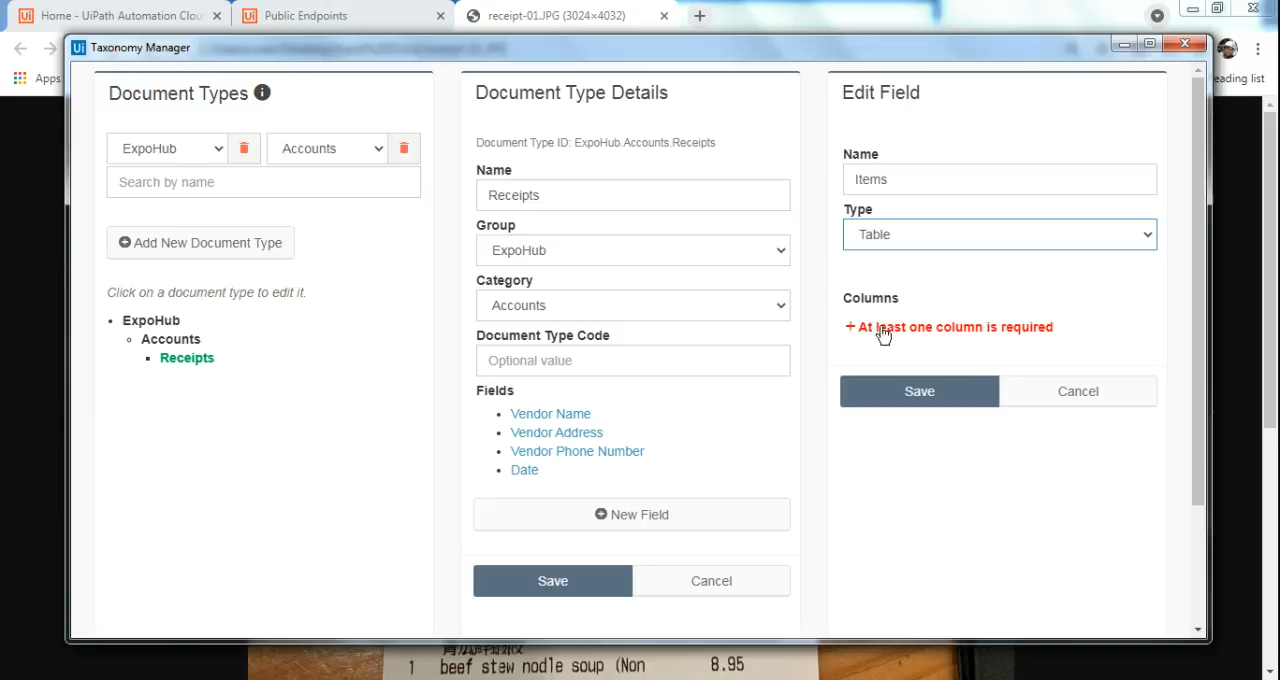 Home - UiPath Automation Clou
Public Endpoints
receipt-01.JPG (3024×4032)
Apps
eading list
Ui Taxonomy Manager
Document Types
ExpoHub
Accounts
Search by name
Add New Document Type
Click on a document type to edit it.
ExpoHub
Accounts
Receipts
Document Type Details
Document Type ID: ExpoHub.Accounts.Receipts
Name
Receipts
Group
ExpoHub
Category
Accounts
Document Type Code
Optional value
Fields
Vendor Name
Vendor Address
Vendor Phone Number
Date
New Field
Save
Cancel
Edit Field
Name
Items
Type
Table
Columns
+ At least one column is required
Save
Cancel
1 beef stew nodle soup (Non 8.95